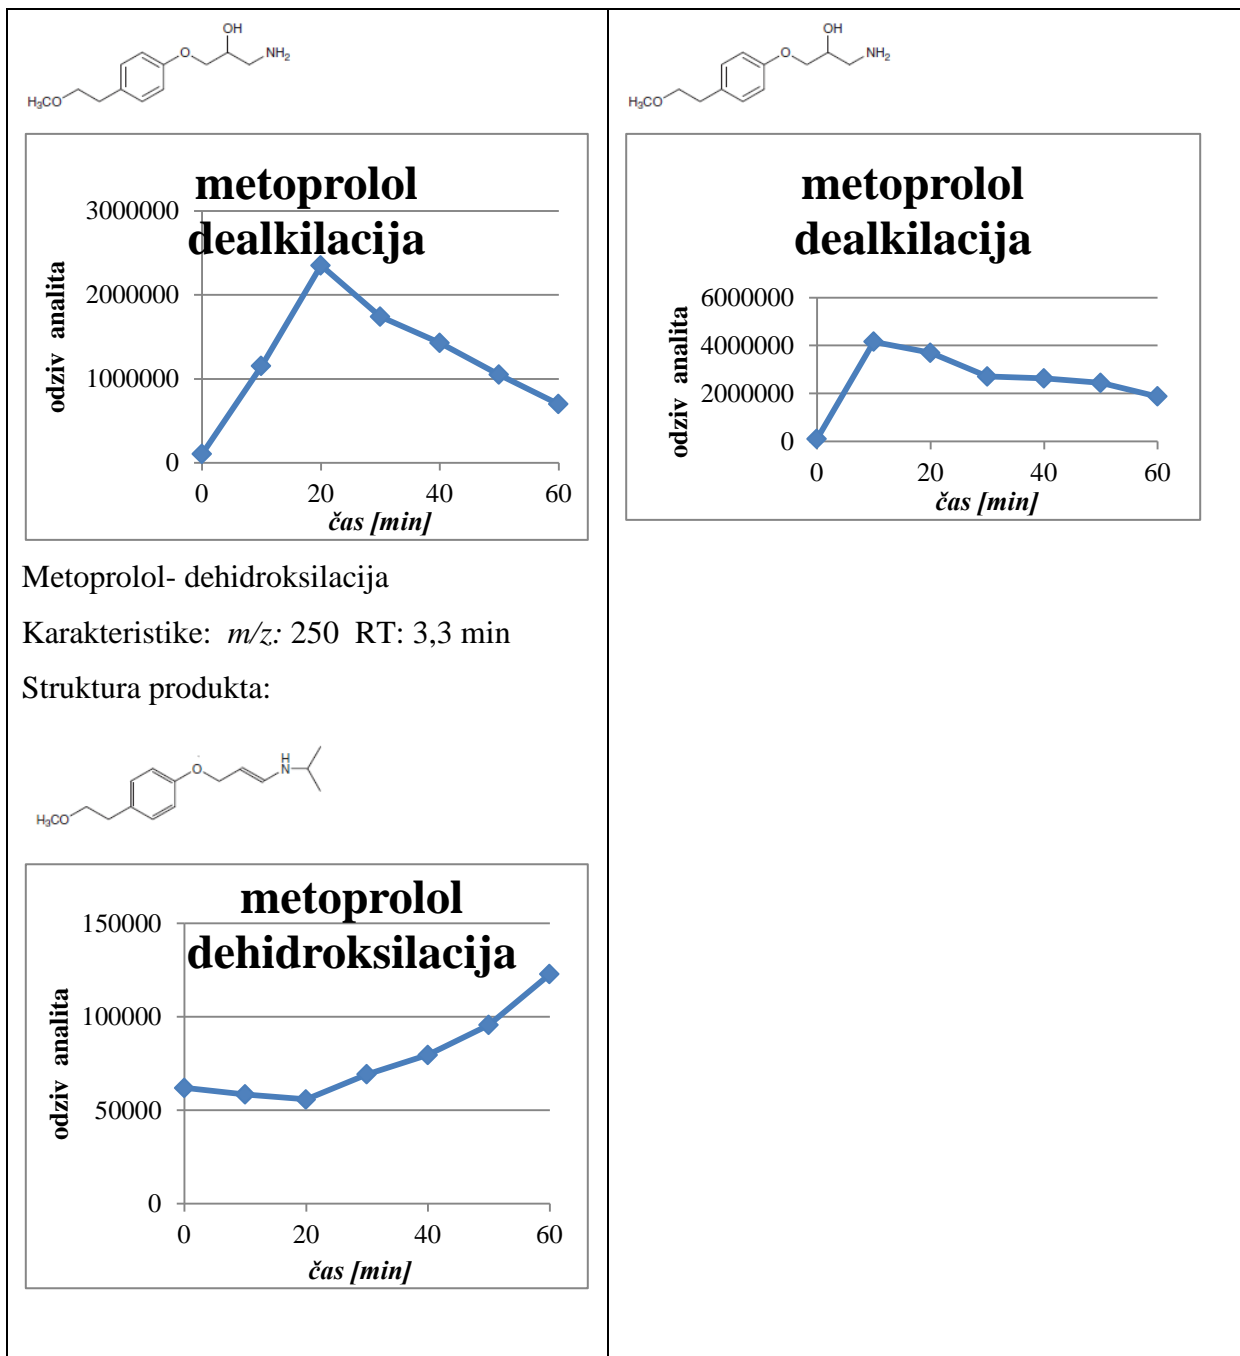 OH
O
NH2
H3CO
metoprolol
dealkilacija
3000000
2000000
1000000
0
odziv analita
0 20 40 60
čas [min]
Metoprolol- dehidroksilacija
Karakteristike: m/z: 250 RT: 3,3 min
Struktura produkta:
O
H
N
H3CO
metoprolol
dehidroksilacija
150000
100000
50000
0
odziv analita
0 20 40 60
čas [min]
OH
O
NH2
H3CO
metoprolol
dealkilacija
6000000
4000000
2000000
0
odziv analita
0 20 40 60
čas [min]